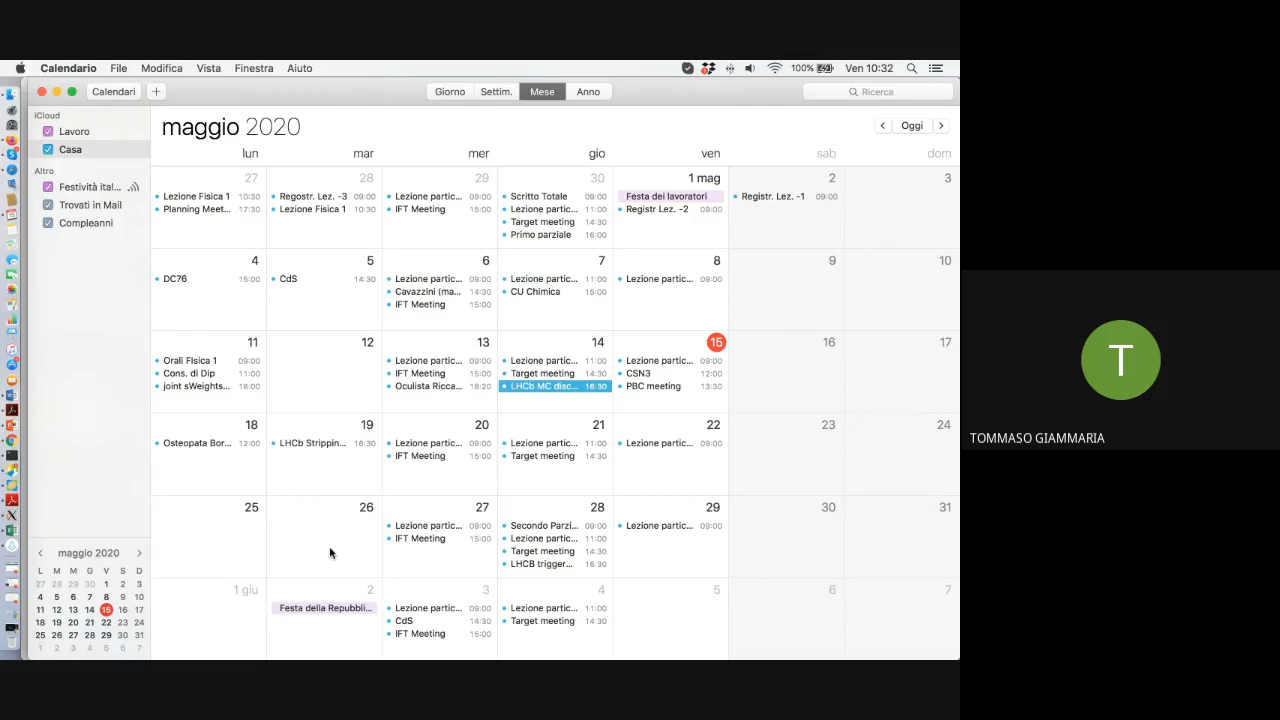 Calendario File Modifica Vista Finestra Aiuto 100% Ven 10:32
Calendari + Giorno Settim. Mese Anno Ricerca
iCloud
Lavoro
Casa
Altro
Festività ital...
Trovati in Mail
Compleanni
maggio 2020
Oggi
lun mar mer gio ven sab dom
27 28 29 30 1 mag 2 3
Lezione Fisica 1 10:30
Planning Meet... 17:30
Regostr. Lez. -3 09:00
Lezione Fisica 1 10:30
Lezione partic... 09:00
IFT Meeting 15:00
Scritto Totale 09:00
Lezione partic... 11:00
Target meeting 14:30
Primo parziale 16:00
Festa dei lavoratori
Registr Lez. -2 09:00
Registr. Lez. -1 09:00
4 5 6 7 8 9 10
DC76 15:00
CdS 14:30
Lezione partic... 09:00
Cavazzini (ma... 14:30
IFT Meeting 15:00
Lezione partic... 11:00
CU Chimica 15:00
Lezione partic... 09:00
11 12 13 14 15 16 17
Orali Fisica 1 09:00
Cons. di Dip 11:00
joint sWeights... 18:00
Lezione partic... 09:00
IFT Meeting 15:00
Oculista Ricca... 18:20
Lezione partic... 11:00
Target meeting 14:30
LHCb MC disc... 16:30
Lezione partic... 09:00
CSN3 12:00
PBC meeting 13:30
18 19 20 21 22 23 24
Osteopata Bor... 12:00
LHCb Strippin... 16:30
Lezione partic... 09:00
IFT Meeting 15:00
Lezione partic... 11:00
Target meeting 14:30
Lezione partic... 09:00
25 26 27 28 29 30 31
Lezione partic... 09:00
IFT Meeting 15:00
Secondo Parzi... 09:00
Lezione partic... 11:00
Target meeting 14:30
LHCB trigger... 16:30
Lezione partic... 09:00
1 giu 2 3 4 5 6 7
Festa della Repubbli...
Lezione partic... 09:00
CdS 14:30
IFT Meeting 15:00
Lezione partic... 11:00
Target meeting 14:30
maggio 2020
L M M G V S D
27 28 29 30 1 2 3
4 5 6 7 8 9 10
11 12 13 14 15 16 17
18 19 20 21 22 23 24
25 26 27 28 29 30 31
1 2 3 4 5 6 7
T
TOMMASO GIAMMARIA